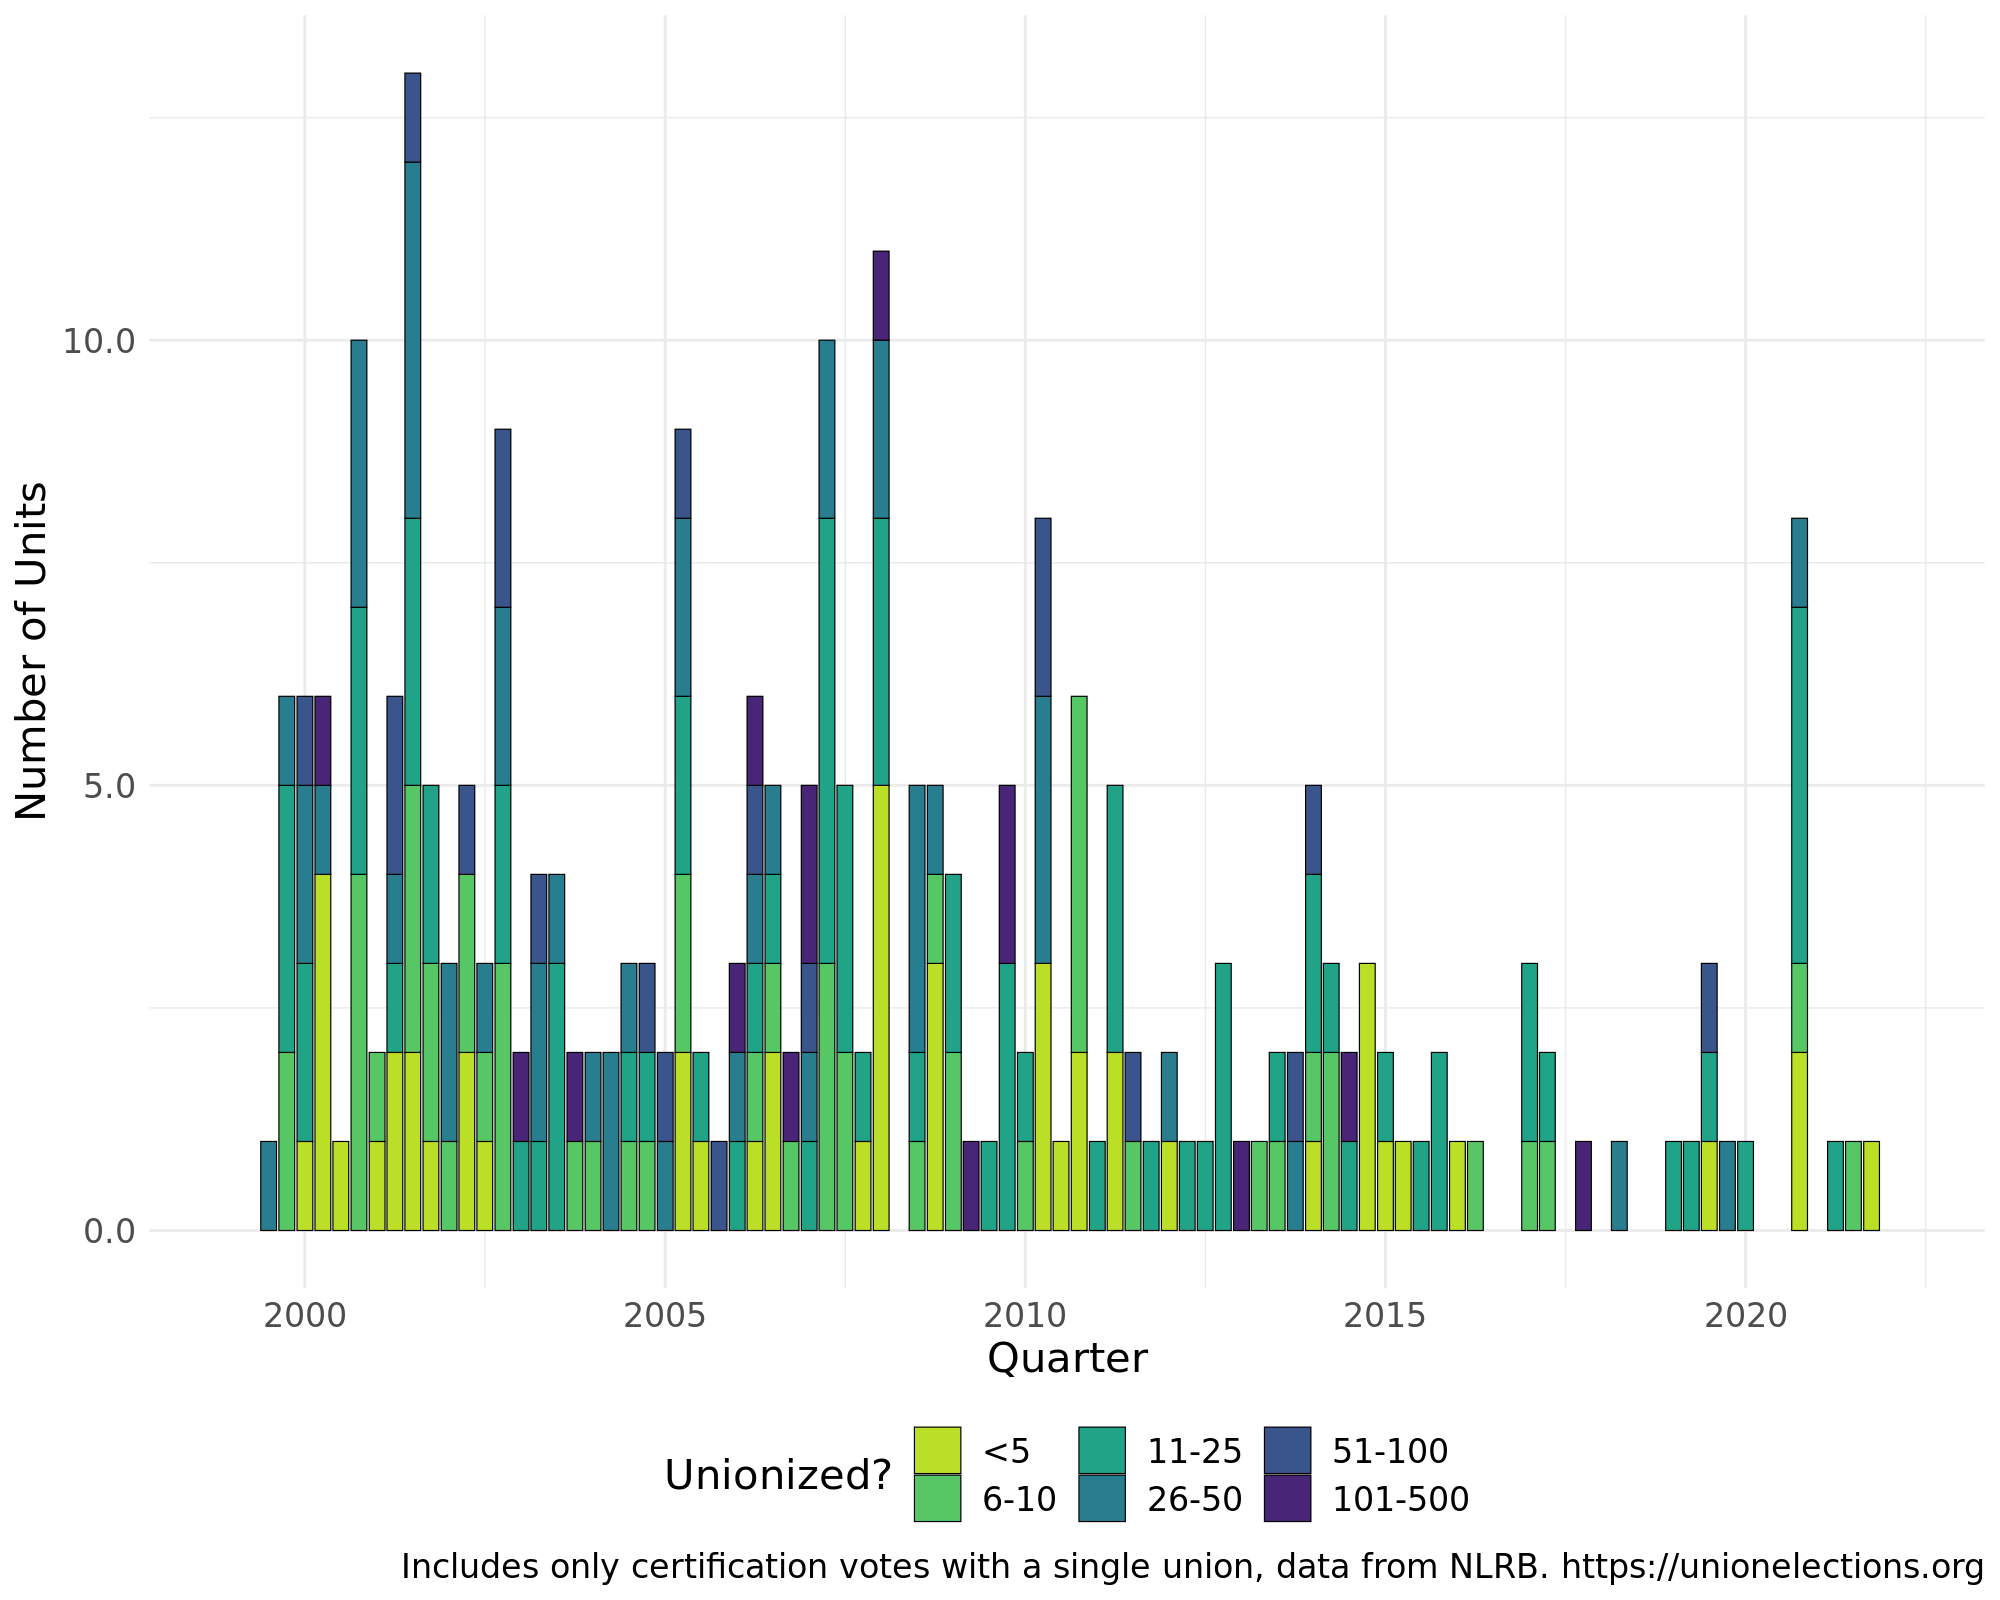 10.0
5.0
0.0
Number of Units
2000 2005 2010 2015 2020
Quarter
Unionized?
<5 11-25 51-100
6-10 26-50 101-500
Includes only certification votes with a single union, data from NLRB. https://unionelections.org